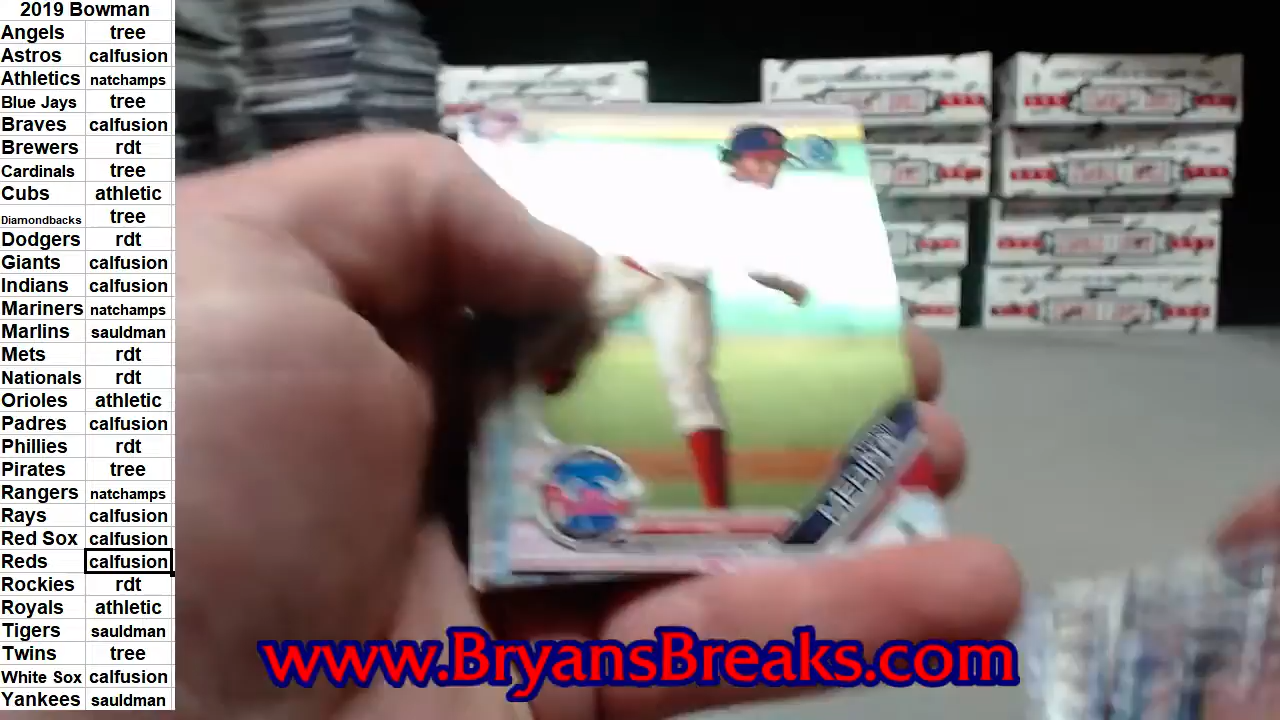 2019 Bowman
Angels tree
Astros calfusion
Athletics natchamps
Blue Jays tree
Braves calfusion
Brewers rdt
Cardinals tree
Cubs athletic
Diamondbacks tree
Dodgers rdt
Giants calfusion
Indians calfusion
Mariners natchamps
Marlins sauldman
Mets rdt
Nationals rdt
Orioles athletic
Padres calfusion
Phillies rdt
Pirates tree
Rangers natchamps
Rays calfusion
Red Sox calfusion
Reds calfusion
Rockies rdt
Royals athletic
Tigers sauldman
Twins tree
White Sox calfusion
Yankees sauldman
www.BryansBreaks.com